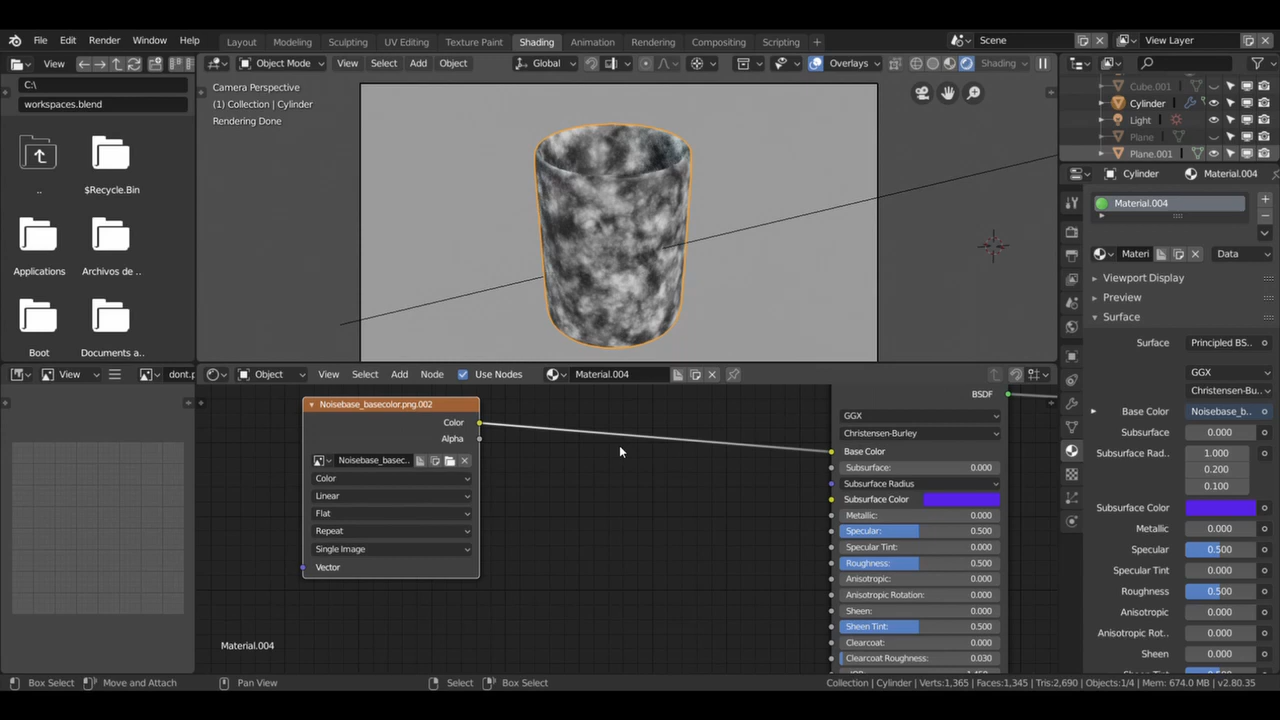 File Edit Render Window Help Layout Modeling Sculpting UV Editing Texture Paint Shading Animation Rendering Compositing Scripting + Scene View Layer
View Object Mode View Select Add Object Global Overlays Shading
C:\
workspaces.blend
..
$Recycle.Bin
Applications
Archivos de ..
Boot
Documents a..
Camera Perspective
(1) Collection | Cylinder
Rendering Done
Cube.001
Cylinder
Light
Plane
Plane.001
Cylinder Material.004
Material.004
Materi Data
Viewport Display
Preview
Surface
Surface Principled BS..
GGX
Christensen-Bu..
Base Color Noisebase_b..
Subsurface 0.000
Subsurface Rad.. 1.000
0.200
0.100
Subsurface Color
Metallic 0.000
Specular 0.500
Specular Tint 0.000
Roughness 0.500
Anisotropic 0.000
Anisotropic Rot.. 0.000
Sheen 0.000
View dont.p
Object View Select Add Node Use Nodes Material.004
Noisebase_basecolor.png.002
Color
Alpha
Noisebase_basec..
Color
Linear
Flat
Repeat
Single Image
Vector
BSDF
GGX
Christensen-Burley
Base Color
Subsurface: 0.000
Subsurface Radius
Subsurface Color
Metallic: 0.000
Specular: 0.500
Specular Tint: 0.000
Roughness: 0.500
Anisotropic: 0.000
Anisotropic Rotation: 0.000
Sheen: 0.000
Sheen Tint: 0.500
Clearcoat: 0.000
Clearcoat Roughness: 0.030
Material.004
Box Select Move and Attach Pan View Select Box Select Collection | Cylinder | Verts:1,365 | Faces:1,345 | Tris:2,690 | Objects:1/4 | Mem: 674.0 MB | v2.80.35